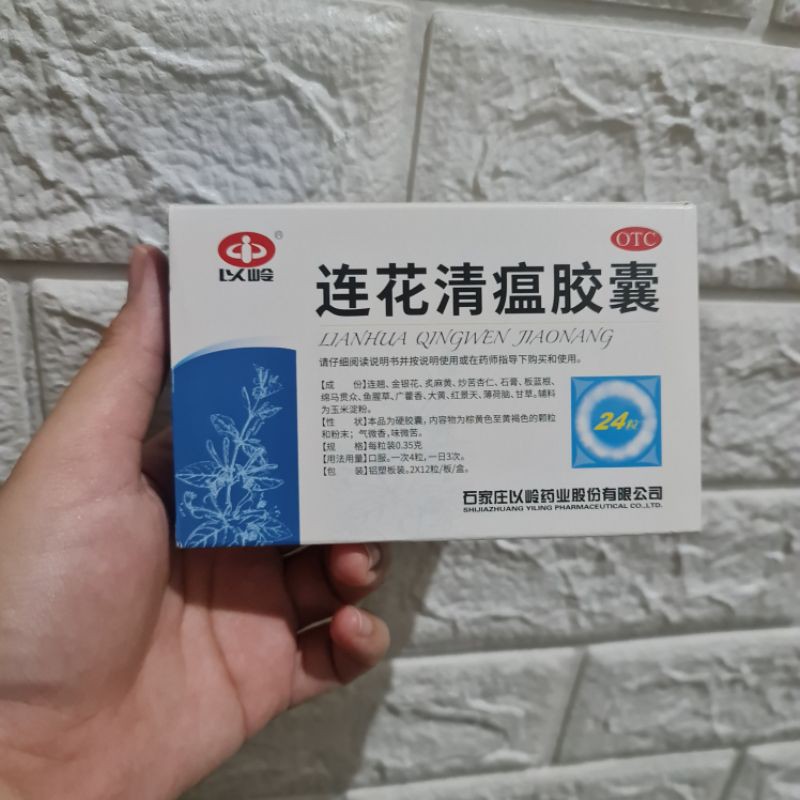 以岭
®
OTC
连花清瘟胶囊
LIANHUA QINGWEN JIAONANG
请仔细阅读说明书并按说明使用或在药师指导下购买和使用。
【成 份】连翘、金银花、炙麻黄、炒苦杏仁、石膏、板蓝根、
绵马贯众、鱼腥草、广藿香、大黄、红景天、薄荷脑、甘草。辅料
为玉米淀粉。
【性 状】本品为硬胶囊，内容物为棕黄色至黄褐色的颗粒
和粉末；气微香，味微苦。
【规 格】每粒装0.35克
【用法用量】口服。一次4粒，一日3次。
【包 装】铝塑板装。2X12粒/板/盒。
24粒
石家庄以岭药业股份有限公司
SHIJIAZHUANG YILING PHARMACEUTICAL CO.,LTD.